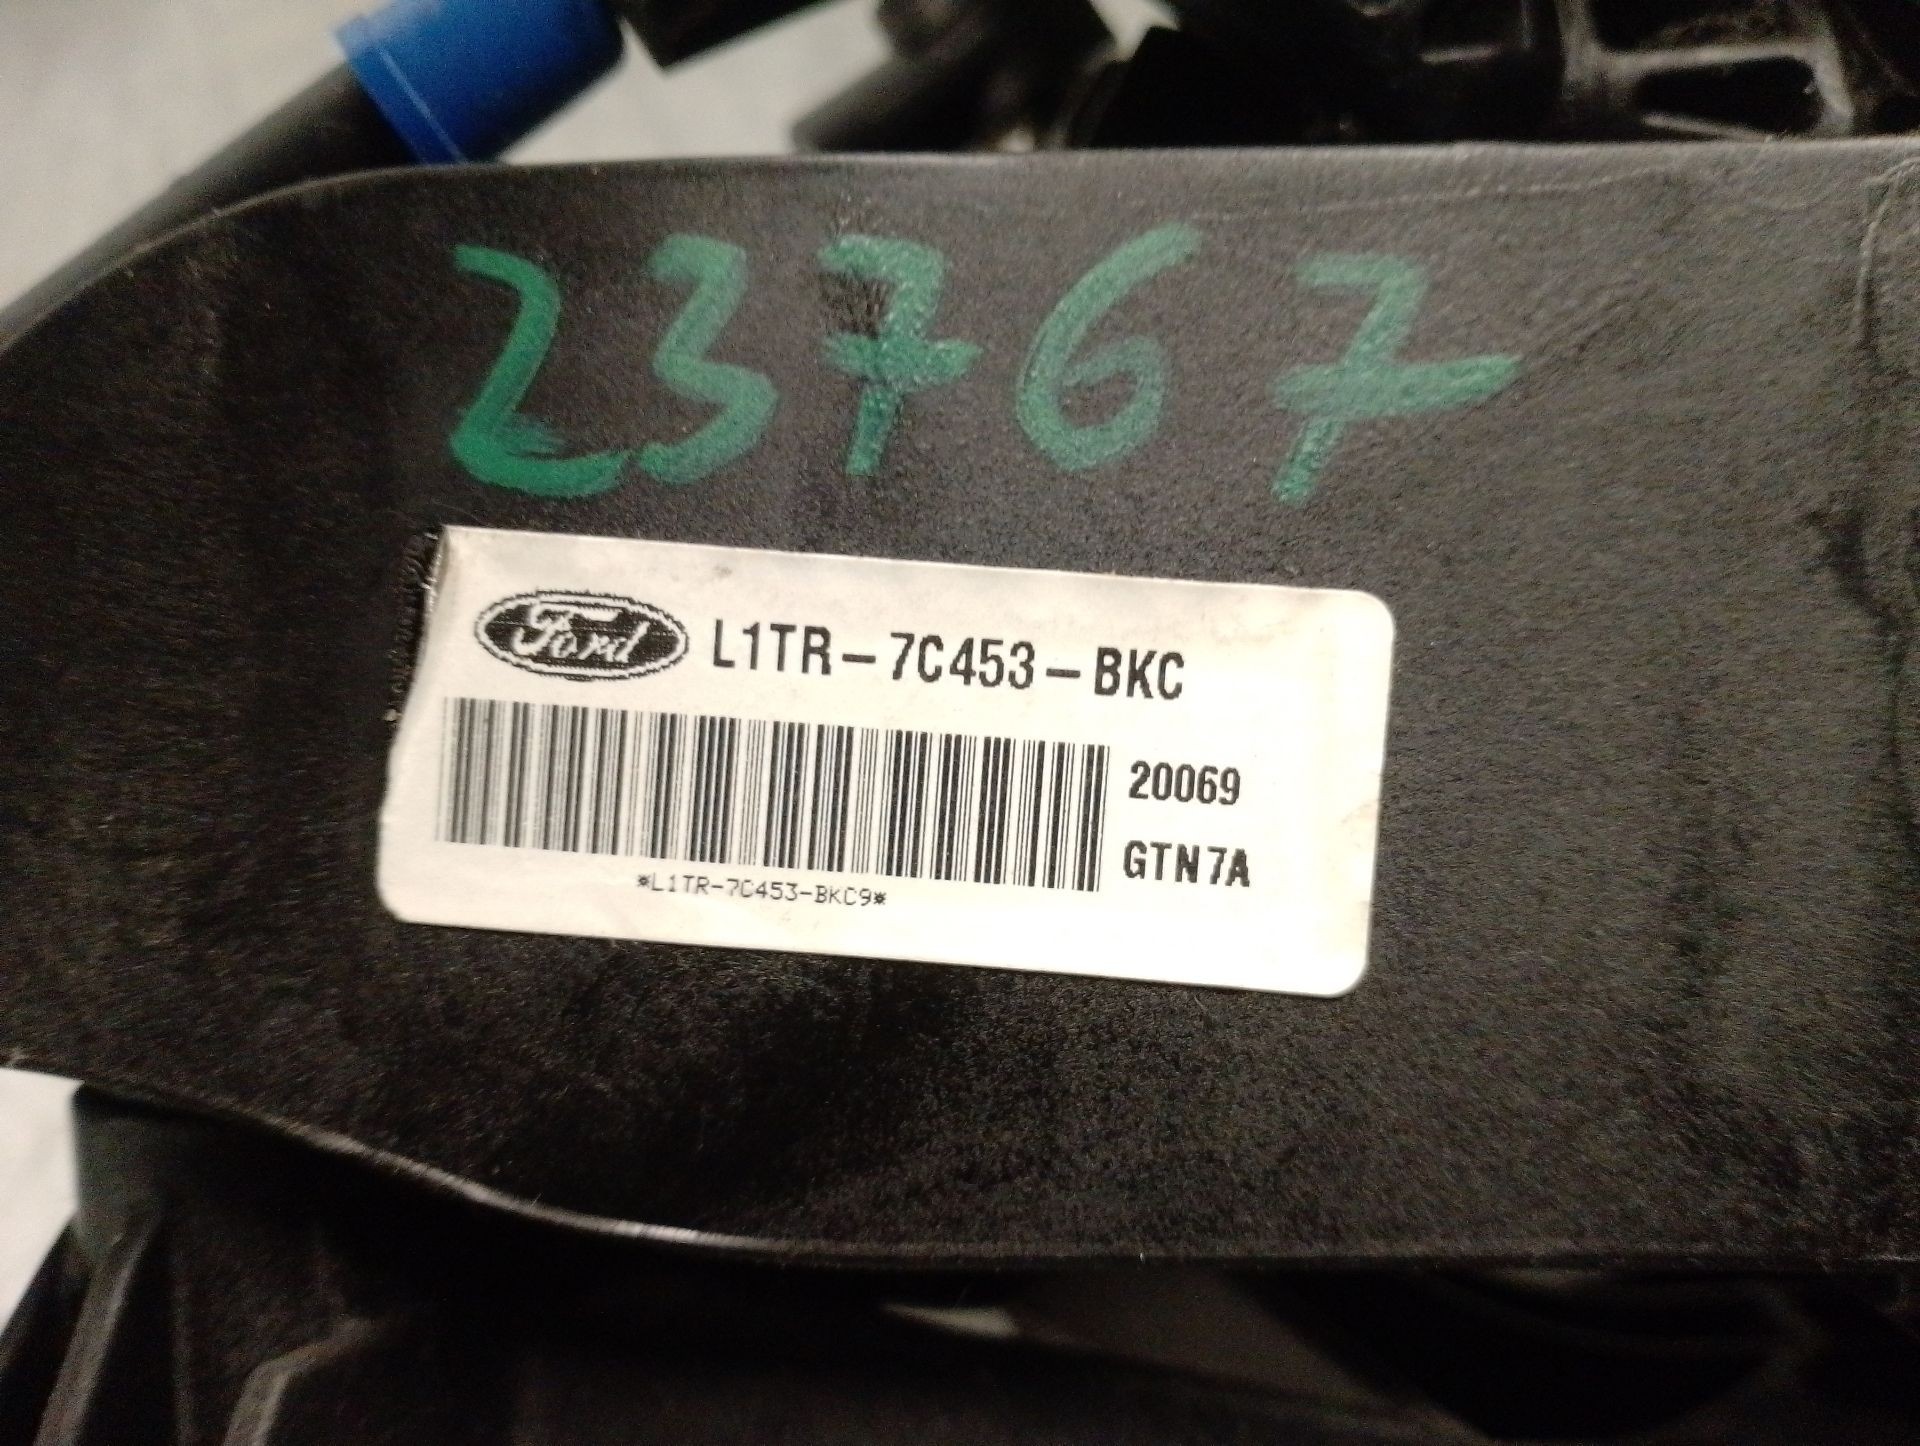 23767
Ford L1TR-7C453-BKC
20069
GTN7A
*L1TR-7C453-BKC9*